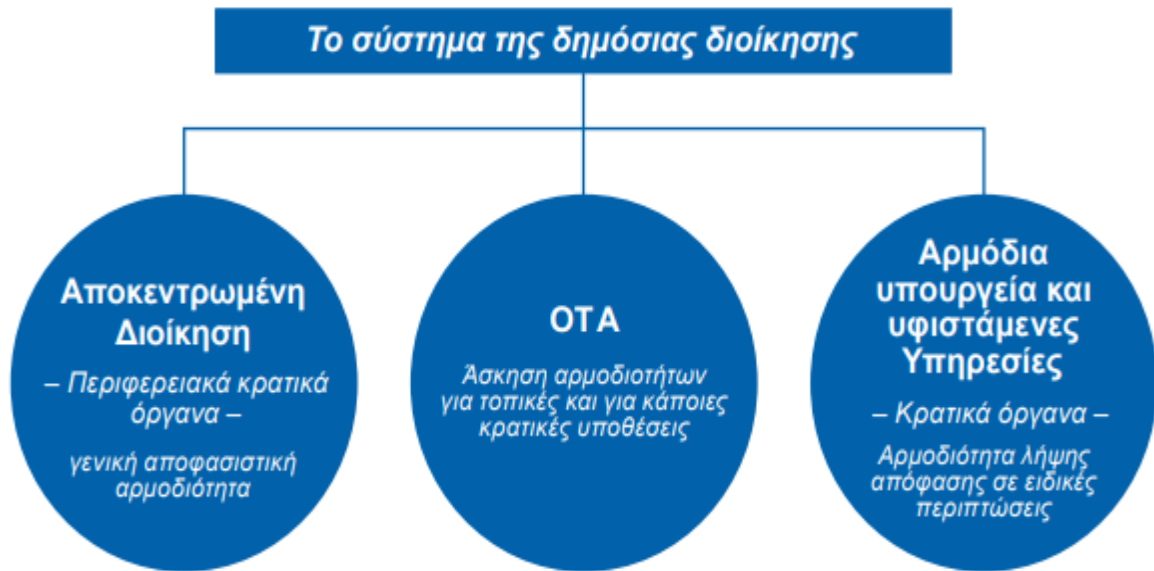 Το σύστημα της δημόσιας διοίκησης
Αποκεντρωμένη
Διοίκηση
– Περιφερειακά κρατικά
όργανα –
γενική αποφασιστική
αρμοδιότητα
ΟΤΑ
Άσκηση αρμοδιοτήτων
για τοπικές και για κάποιες
κρατικές υποθέσεις
Αρμόδια
υπουργεία και
υφιστάμενες
Υπηρεσίες
– Κρατικά όργανα –
Αρμοδιότητα λήψης
απόφασης σε ειδικές
περιπτώσεις